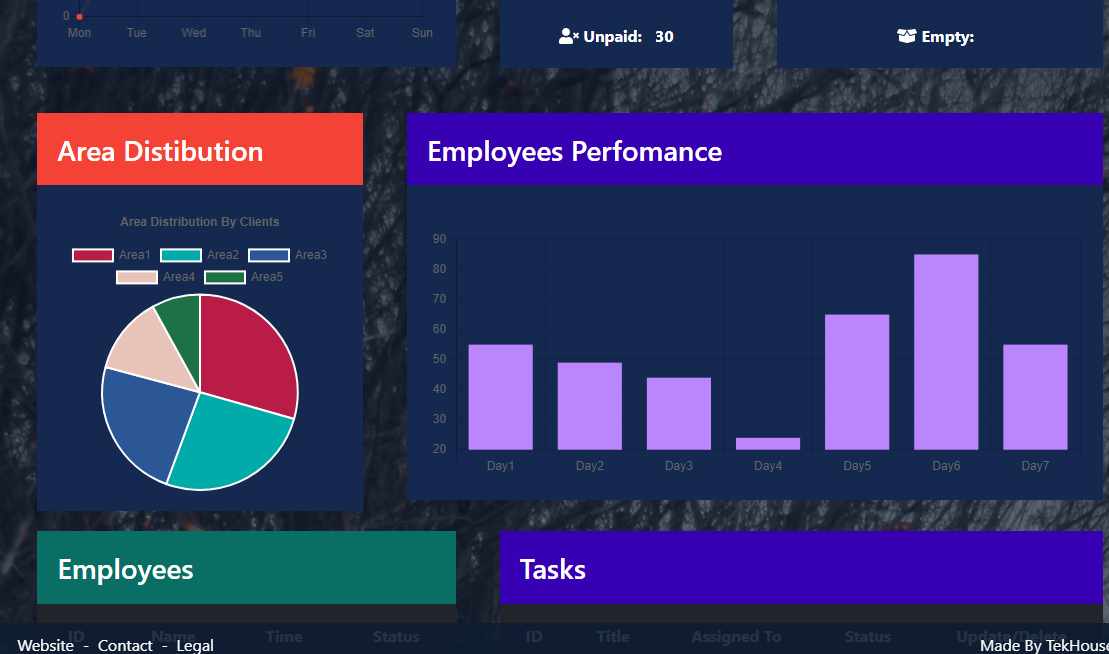 0
Mon Tue Wed Thu Fri Sat Sun
Unpaid: 30
Empty:
Area Distibution
Employees Perfomance
Area Distribution By Clients
Area1 Area2 Area3
Area4 Area5
90
80
70
60
50
40
30
20
Day1 Day2 Day3 Day4 Day5 Day6 Day7
Employees
Tasks
ID Name Time Status
ID Title Assigned To Status Update/Delete
Website - Contact - Legal
Made By TekHouse